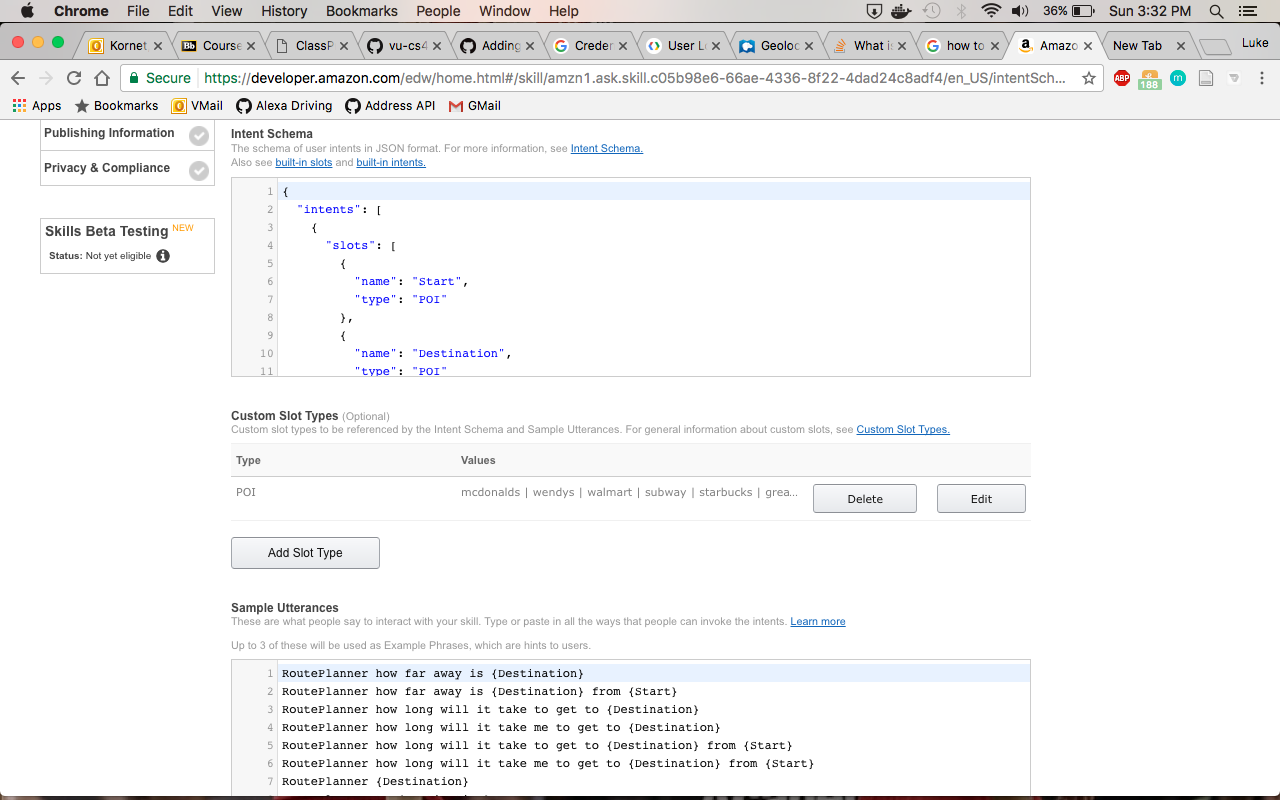 Chrome File Edit View History Bookmarks People Window Help 36% Sun 3:32 PM
Kornet Bb Course ClassP vu-cs4 Adding Creder User L Geoloc What is how to Amazo New Tab Luke
Secure https://developer.amazon.com/edw/home.html#/skill/amzn1.ask.skill.c05b98e6-66ae-4336-8f22-4dad24c8adf4/en_US/intentSch... ABP 188 m
Apps Bookmarks VMail Alexa Driving Address API GMail
Publishing Information
Privacy & Compliance
Skills Beta Testing NEW
Status: Not yet eligible
Intent Schema
The schema of user intents in JSON format. For more information, see Intent Schema.
Also see built-in slots and built-in intents.
1 {
2 "intents": [
3 {
4 "slots": [
5 {
6 "name": "Start",
7 "type": "POI"
8 },
9 {
10 "name": "Destination",
11 "type": "POI"
Custom Slot Types (Optional)
Custom slot types to be referenced by the Intent Schema and Sample Utterances. For general information about custom slots, see Custom Slot Types.
Type Values
POI mcdonalds | wendys | walmart | subway | starbucks | grea... Delete Edit
Add Slot Type
Sample Utterances
These are what people say to interact with your skill. Type or paste in all the ways that people can invoke the intents. Learn more
Up to 3 of these will be used as Example Phrases, which are hints to users.
1 RoutePlanner how far away is {Destination}
2 RoutePlanner how far away is {Destination} from {Start}
3 RoutePlanner how long will it take to get to {Destination}
4 RoutePlanner how long will it take me to get to {Destination}
5 RoutePlanner how long will it take to get to {Destination} from {Start}
6 RoutePlanner how long will it take me to get to {Destination} from {Start}
7 RoutePlanner {Destination}